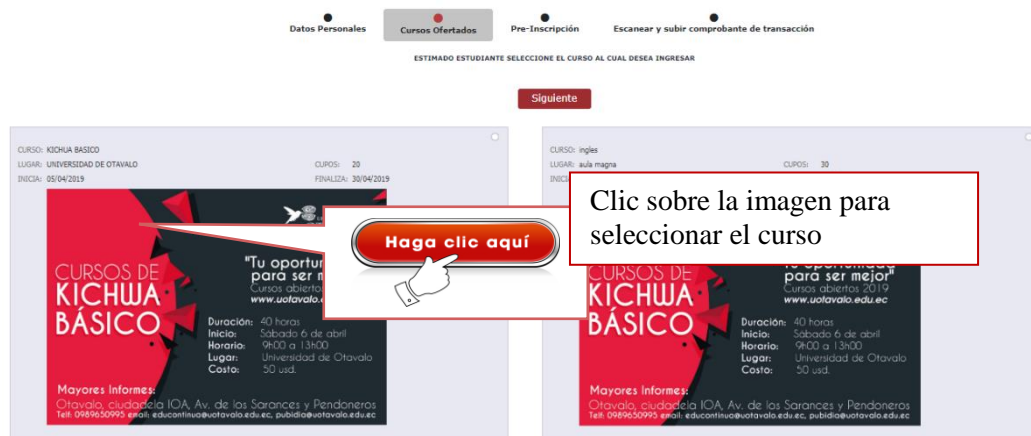 Datos Personales
Cursos Ofertados
Pre-Inscripción
Escanear y subir comprobante de transacción
ESTIMADO ESTUDIANTE SELECCIONE EL CURSO AL CUAL DESEA INGRESAR
Siguiente
CURSO: KICHUA BASICO
LUGAR: UNIVERSIDAD DE OTAVALO CUPOS: 20
INICIA: 05/04/2019 FINALIZA: 30/04/2019
CURSOS DE
KICHWA
BÁSICO
"Tu
para ser
Cursos abiertos
www.uotavalo.
Duración: 40 horas
Inicio: Sábado 6 de abril
Horario: 9h00 a 13h00
Lugar: Universidad de Otavalo
Costo: 50 usd.
Mayores Informes:
Otavalo, ciudadela IOA, Av. de los Sarances y Pendoneros
Telf: 0989650995 email: educontinua@uotavalo.edu.ec, pubidia@uotavalo.edu.ec
Haga clic aquí
CURSO: ingles
LUGAR: aula magna CUPOS: 30
Clic sobre la imagen para
seleccionar el curso
CURSOS DE
KICHWA
BÁSICO
para ser mejor"
Cursos abiertos 2019
www.uotavalo.edu.ec
Duración: 40 horas
Inicio: Sábado 6 de abril
Horario: 9h00 a 13h00
Lugar: Universidad de Otavalo
Costo: 50 usd.
Mayores Informes:
Otavalo, ciudadela IOA, Av. de los Sarances y Pendoneros
Telf: 0989650995 email: educontinua@uotavalo.edu.ec, pubidia@uotavalo.edu.ec